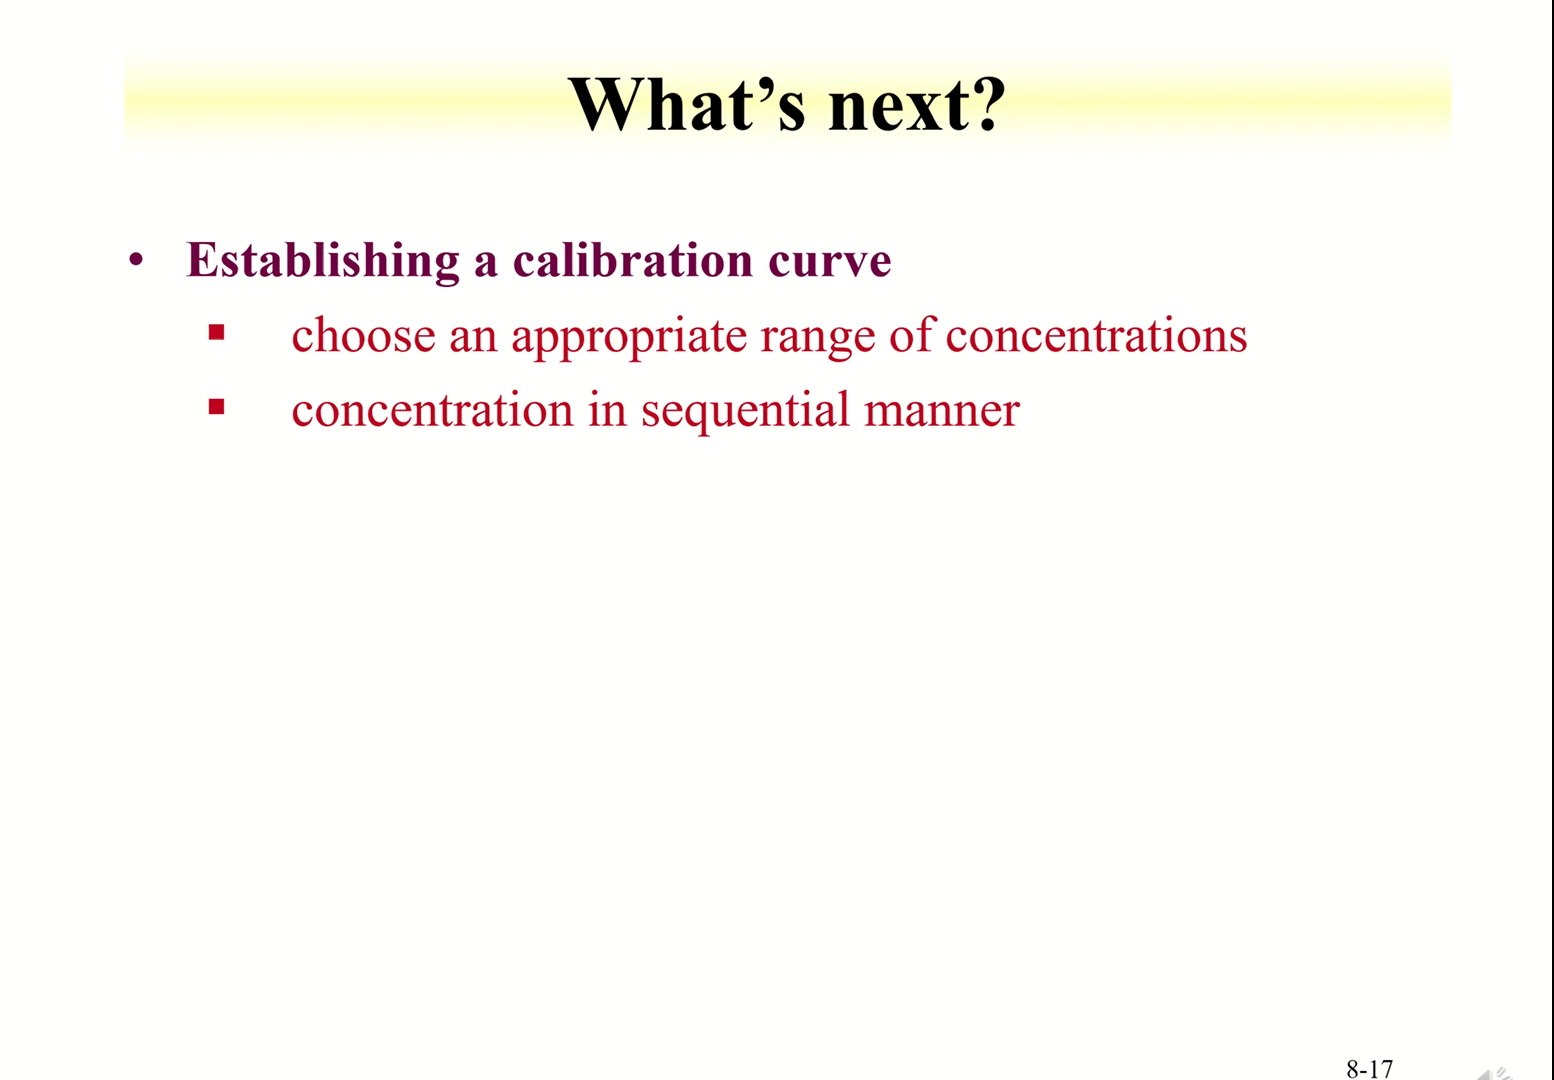 What’s next?
• Establishing a calibration curve
▪ choose an appropriate range of concentrations
▪ concentration in sequential manner
8-17